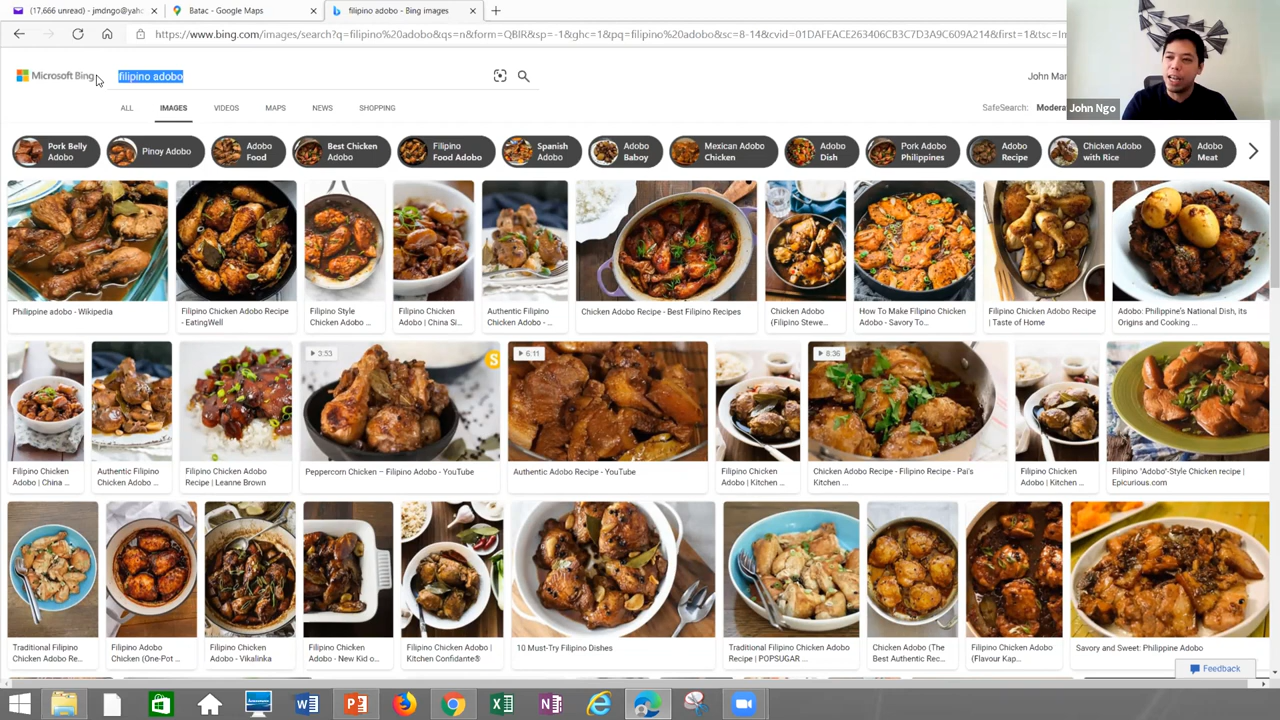 (17,666 unread) - jmdngo@yah
Batac - Google Maps
filipino adobo - Bing images
https://www.bing.com/images/search?q=filipino%20adobo&qs=n&form=QBIR&sp=-1&ghc=1&pq=filipino%20adobo&sc=8-14&cvid=01DAFEACE263640CB3C7D3A9C609A214&first=1&tsc=Im
Microsoft Bing
filipino adobo
John Mar
John Ngo
ALL
IMAGES
VIDEOS
MAPS
NEWS
SHOPPING
SafeSearch: Modera
Pork Belly Adobo
Pinoy Adobo
Adobo Food
Best Chicken Adobo
Filipino Food Adobo
Spanish Adobo
Adobo Baboy
Mexican Adobo Chicken
Adobo Dish
Pork Adobo Philippines
Adobo Recipe
Chicken Adobo with Rice
Adobo Meat
Philippine adobo - Wikipedia
Filipino Chicken Adobo Recipe
- EatingWell
Filipino Style
Chicken Adobo ...
Filipino Chicken
Adobo | China Si...
Authentic Filipino
Chicken Adobo - ...
Chicken Adobo Recipe - Best Filipino Recipes
Chicken Adobo
(Filipino Stewe...
How To Make Filipino Chicken
Adobo - Savory To...
Filipino Chicken Adobo Recipe
| Taste of Home
Adobo: Philippine's National Dish, its
Origins and Cooking ...
3:53
S
6:11
8:36
Filipino Chicken
Adobo | China ...
Authentic Filipino
Chicken Adobo ...
Filipino Chicken Adobo
Recipe | Leanne Brown
Peppercorn Chicken – Filipino Adobo - YouTube
Authentic Adobo Recipe - YouTube
Filipino Chicken
Adobo | Kitchen ...
Chicken Adobo Recipe - Filipino Recipe - Pai's
Kitchen ...
Filipino Chicken
Adobo | Kitchen ...
Filipino "Adobo"-Style Chicken recipe |
Epicurious.com
Traditional Filipino
Chicken Adobo Re...
Filipino Adobo
Chicken (One-Pot ...
Filipino Chicken
Adobo - Vikalinka
Filipino Chicken
Adobo - New Kid o...
Filipino Chicken Adobo |
Kitchen Confidante®
10 Must-Try Filipino Dishes
Traditional Filipino Chicken Adobo
Recipe | POPSUGAR ...
Chicken Adobo (The
Best Authentic Rec...
Filipino Chicken Adobo
(Flavour Kap...
Savory and Sweet: Philippine Adobo
Feedback